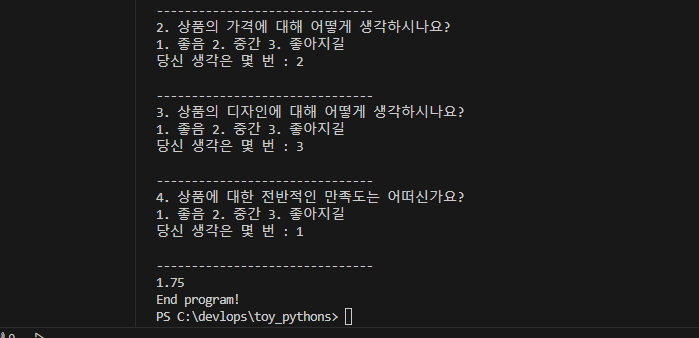 -------------------------------
2. 상품의 가격에 대해 어떻게 생각하시나요?
1. 좋음 2. 중간 3. 좋아지길
당신 생각은 몇 번 : 2
-------------------------------
3. 상품의 디자인에 대해 어떻게 생각하시나요?
1. 좋음 2. 중간 3. 좋아지길
당신 생각은 몇 번 : 3
-------------------------------
4. 상품에 대한 전반적인 만족도는 어떠신가요?
1. 좋음 2. 중간 3. 좋아지길
당신 생각은 몇 번 : 1
-------------------------------
1.75
End program!
PS C:\devlops\toy_pythons>